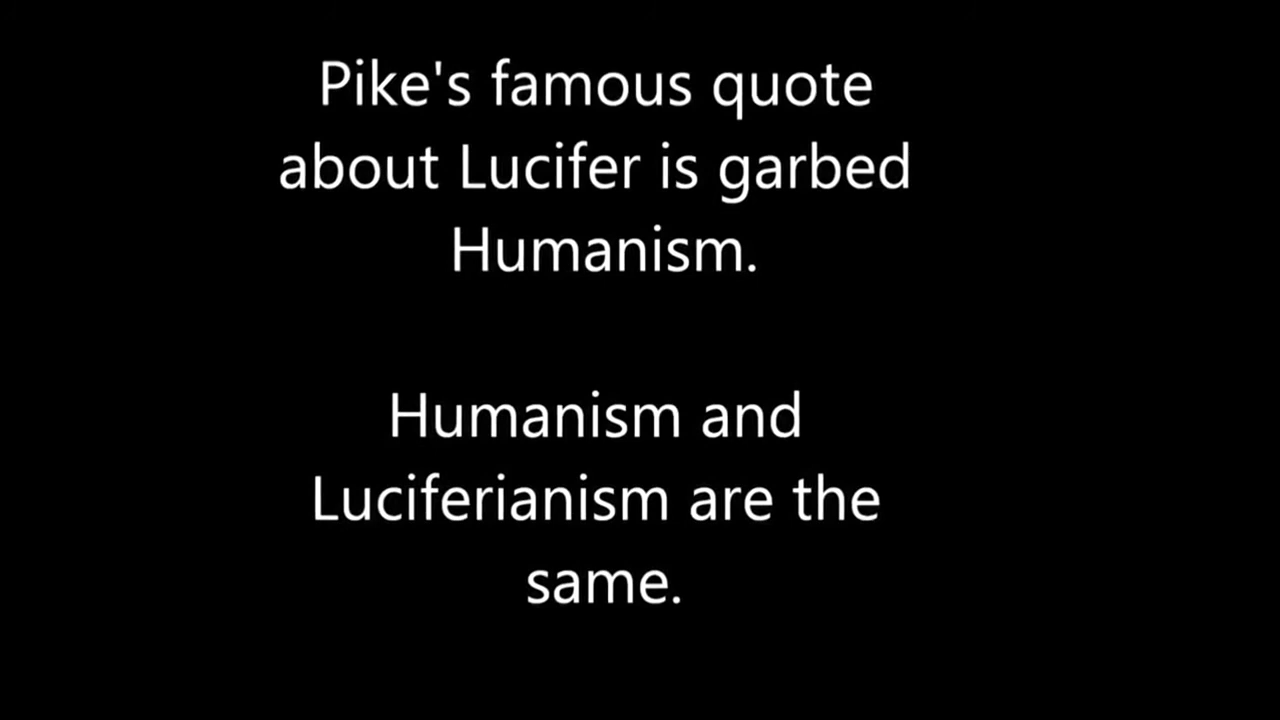 Pike's famous quote
about Lucifer is garbed
Humanism.
Humanism and
Luciferianism are the
same.